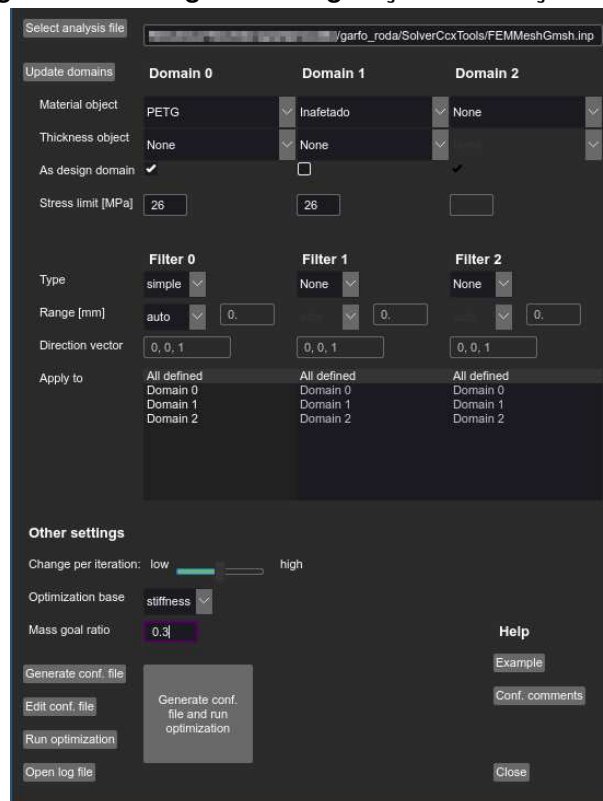 Select analysis file /garfo_roda/SolverCcxTools/FEMMeshGmsh.inp
Update domains Domain 0 Domain 1 Domain 2
Material object PETG Inafetado None
Thickness object None None
As design domain
Stress limit [MPa] 26 26
Filter 0 Filter 1 Filter 2
Type simple None None
Range [mm] auto 0. 0. 0.
Direction vector 0, 0, 1 0, 0, 1 0, 0, 1
Apply to All defined All defined All defined
Domain 0 Domain 0 Domain 0
Domain 1 Domain 1 Domain 1
Domain 2 Domain 2 Domain 2
Other settings
Change per iteration: low high
Optimization base stiffness
Mass goal ratio 0.3 Help
Example
Generate conf. file
Conf. comments
Edit conf. file
Generate conf.
file and run
optimization
Run optimization
Open log file Close